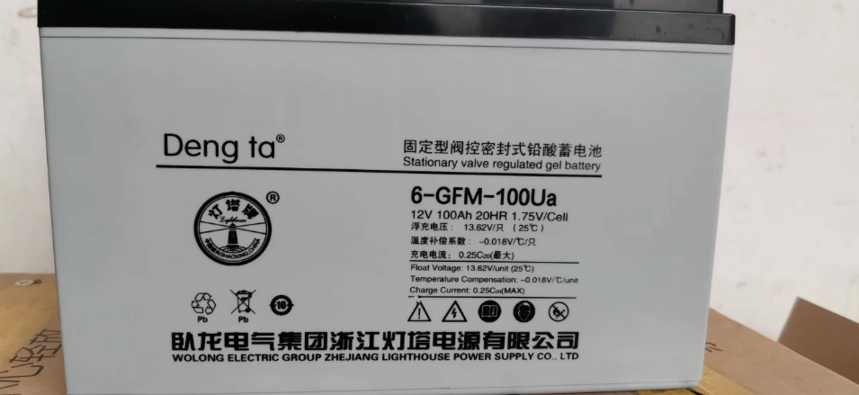 Deng ta®
固定型阀控密封式铅酸蓄电池
Stationary valve regulated gel battery
6-GFM-100Ua
12V 100Ah 20HR 1.75V/Cell
浮充电压: 13.62V/只 (25℃)
温度补偿系数: -0.018V/℃/只
充电电流: 0.25C₂₀(最大)
Float Voltage: 13.62V/unit (25℃)
Temperature Compensation: -0.018V/℃/unit
Charge Current: 0.25C₂₀(MAX)
灯塔牌 ®
Lighthouse
Pb Pb 10
卧龙电气集团浙江灯塔电源有限公司
WOLONG ELECTRIC GROUP ZHEJIANG LIGHTHOUSE POWER SUPPLY CO., LTD